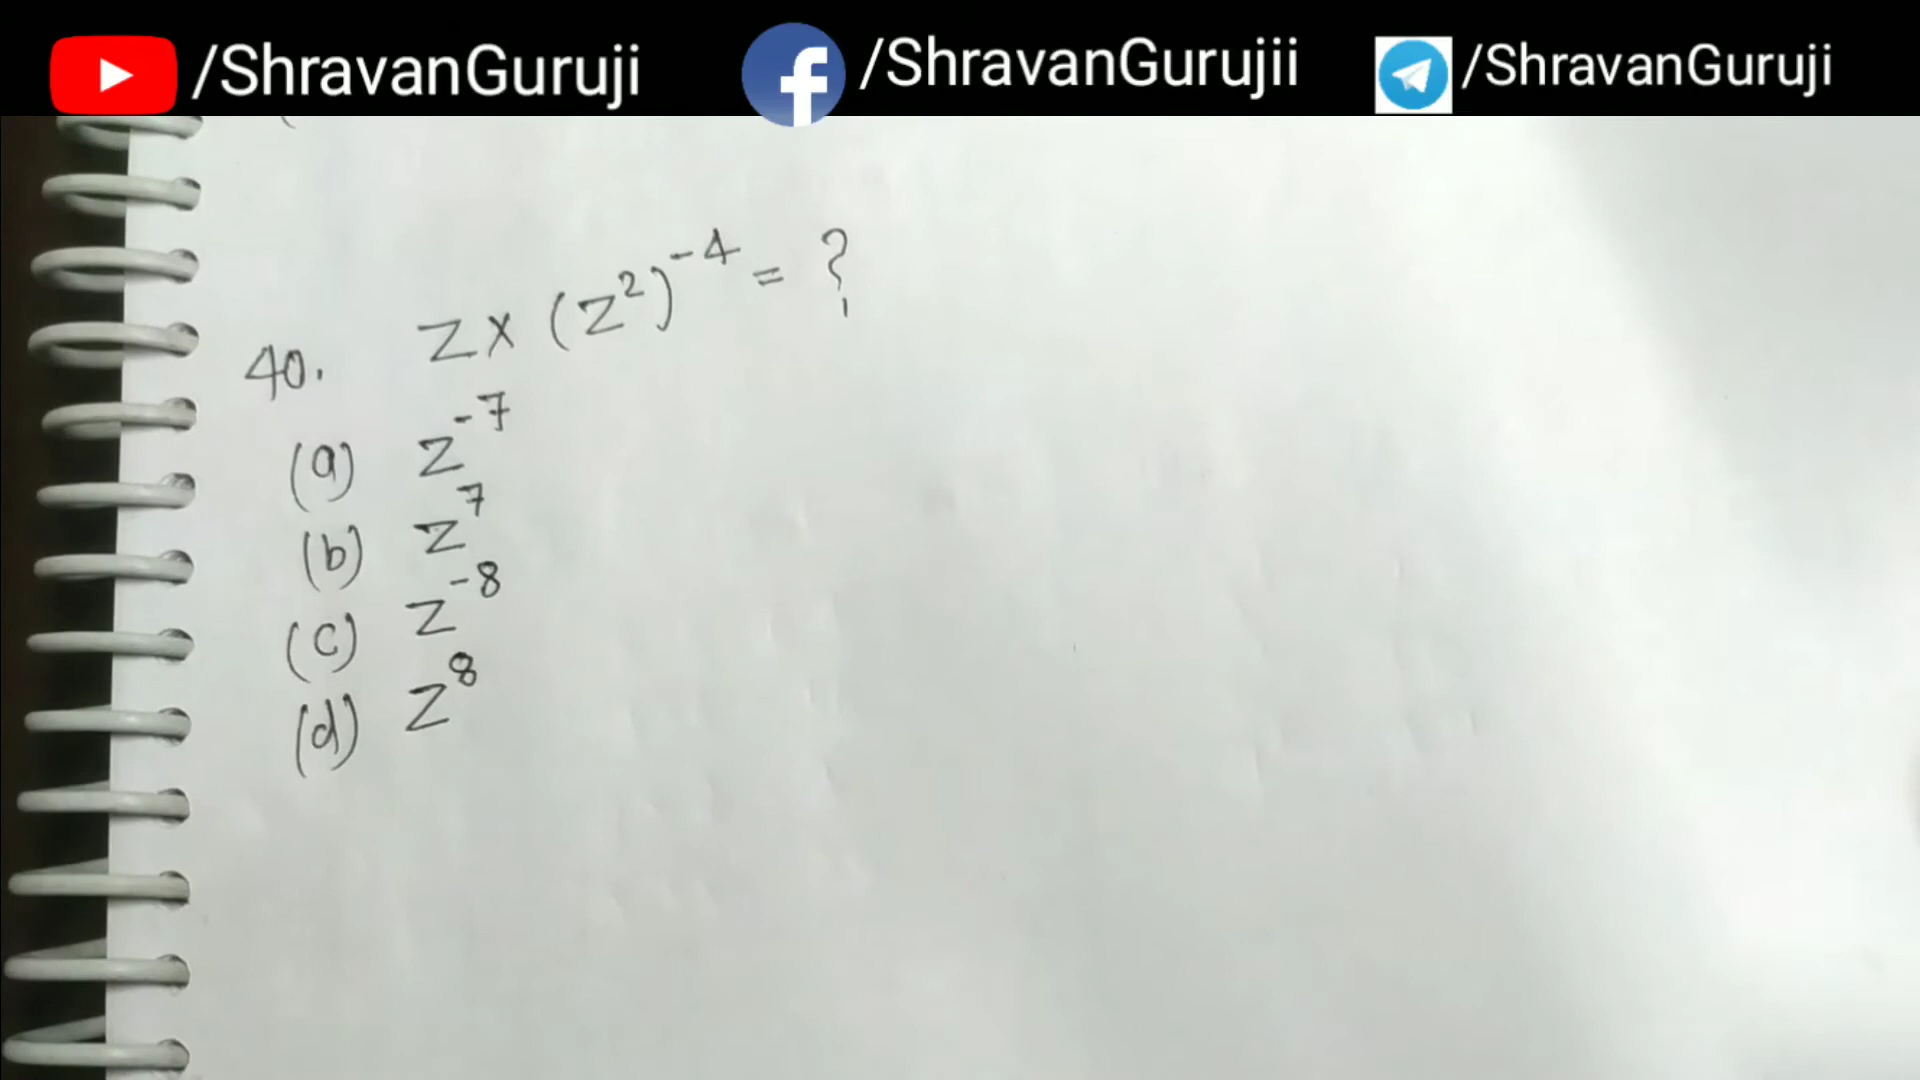 /ShravanGuruji /ShravanGurujii /ShravanGuruji
40. Z × (Z²)⁻⁴ = ?
(a) Z⁻⁷
(b) Z⁷
(c) Z⁻⁸
(d) Z⁸